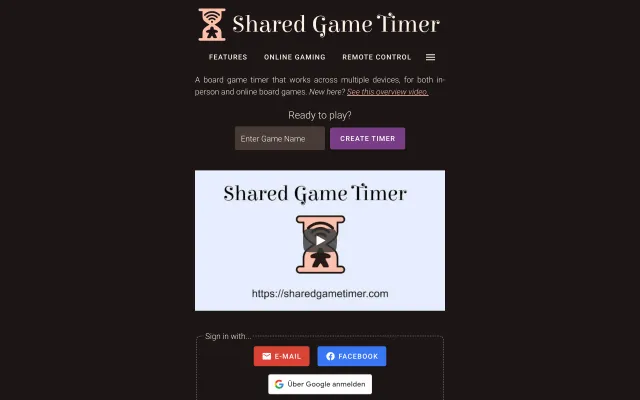 Shared Game Timer
FEATURES ONLINE GAMING REMOTE CONTROL
A board game timer that works across multiple devices, for both in-
person and online board games. New here? See this overview video.
Ready to play?
Enter Game Name CREATE TIMER
Shared Game Timer
https://sharedgametimer.com
Sign in with...
E-MAIL FACEBOOK
Über Google anmelden